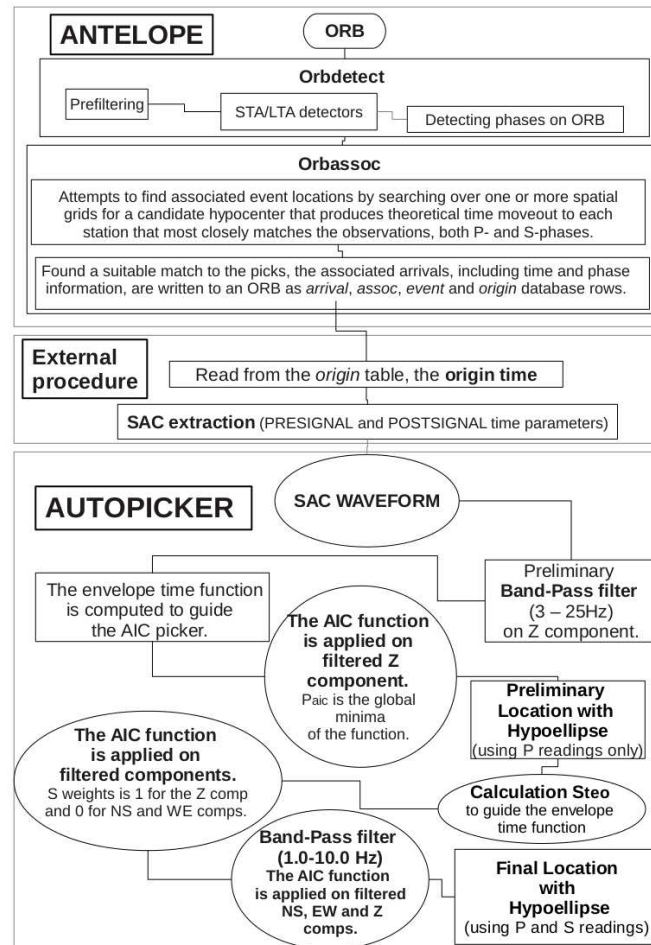 ANTELOPE
ORB
Orbdetect
Prefiltering
STA/LTA detectors
Detecting phases on ORB
Orbassoc
Attempts to find associated event locations by searching over one or more spatial
grids for a candidate hypocenter that produces theoretical time moveout to each
station that most closely matches the observations, both P- and S-phases.
Found a suitable match to the picks, the associated arrivals, including time and phase
information, are written to an ORB as arrival, assoc, event and origin database rows.
External
procedure
Read from the origin table, the origin time
SAC extraction (PRESIGNAL and POSTSIGNAL time parameters)
AUTOPICKER
SAC WAVEFORM
Preliminary
Band-Pass filter
(3 – 25Hz)
on Z component.
The envelope time function
is computed to guide
the AIC picker.
The AIC function
is applied on
filtered Z
component.
Paic is the global
minima
of the function.
Preliminary
Location with
Hypoellipse
(using P readings only)
Calculation Steo
to guide the envelope
time function
The AIC function
is applied on
filtered components.
S weights is 1 for the Z comp
and 0 for NS and WE comps.
Band-Pass filter
(1.0-10.0 Hz)
The AIC function
is applied on filtered
NS, EW and Z
comps.
Final Location
with
Hypoellipse
(using P and S readings)